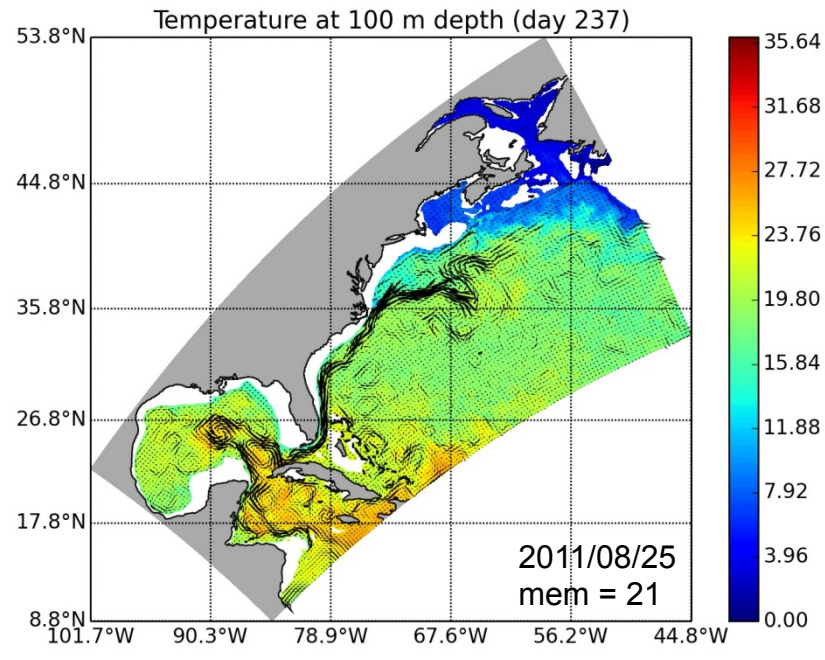 Temperature at 100 m depth (day 237)
53.8°N
44.8°N
35.8°N
26.8°N
17.8°N
8.8°N
101.7°W 90.3°W 78.9°W 67.6°W 56.2°W 44.8°W
2011/08/25
mem = 21
35.64
31.68
27.72
23.76
19.80
15.84
11.88
7.92
3.96
0.00